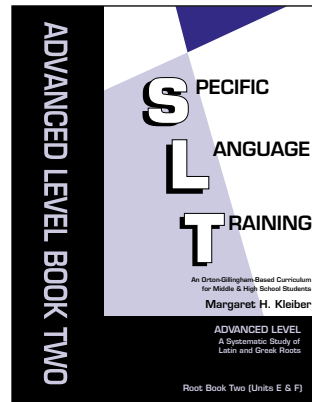 ADVANCED LEVEL BOOK TWO
SPECIFIC
LANGUAGE
TRAINING
An Orton-Gillingham-Based Curriculum
for Middle & High School Students
Margaret H. Kleiber
ADVANCED LEVEL
A Systematic Study of
Latin and Greek Roots
Root Book Two (Units E & F)